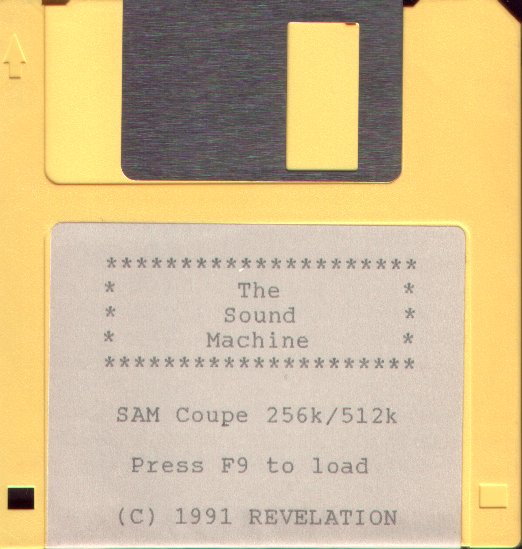 *********************
* The *
* Sound *
* Machine *
*********************
SAM Coupe 256k/512k
Press F9 to load
(C) 1991 REVELATION